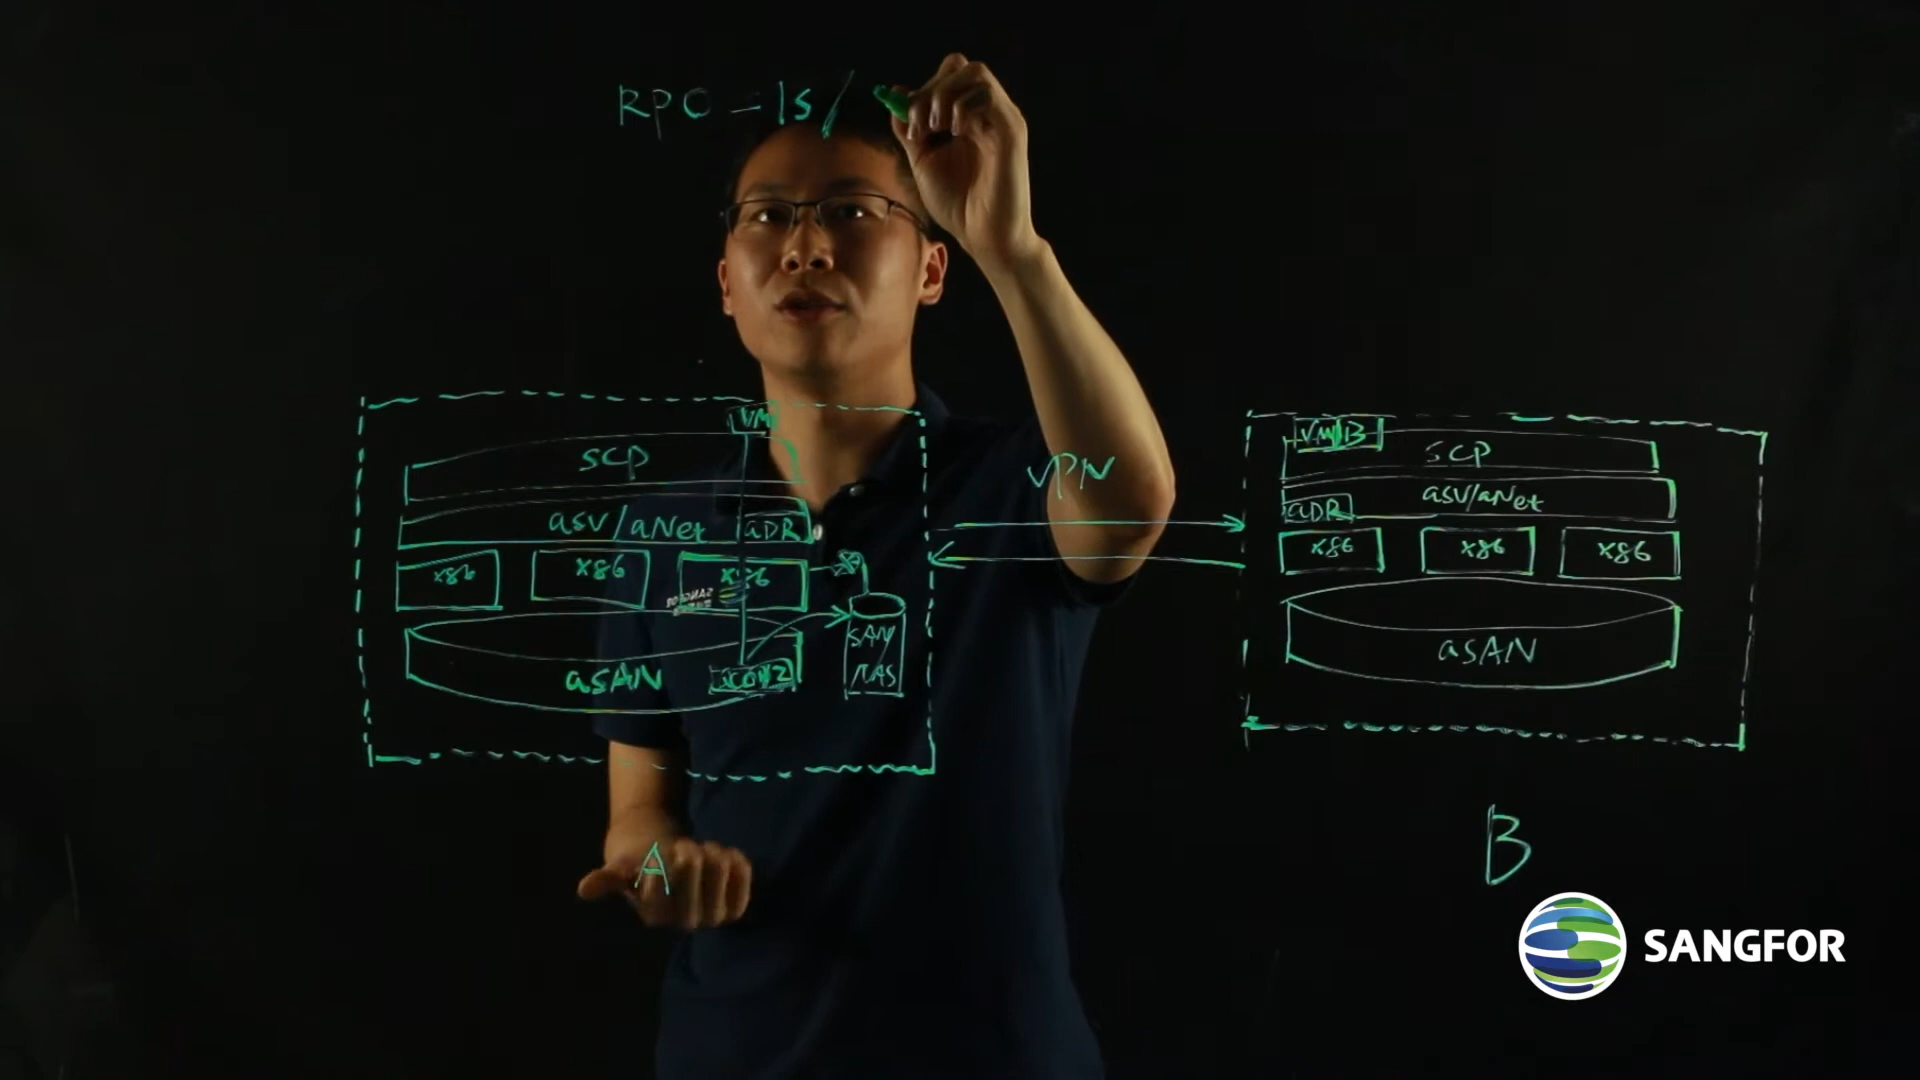 RPO = 1s /
VM
SCP
aSV/aNet
aDR
x86
x86
x86
aSAN
SAN/
NAS
A
VPN
VM
B
SCP
aSV/aNet
aDR
x86
x86
x86
aSAN
B
SANGFOR